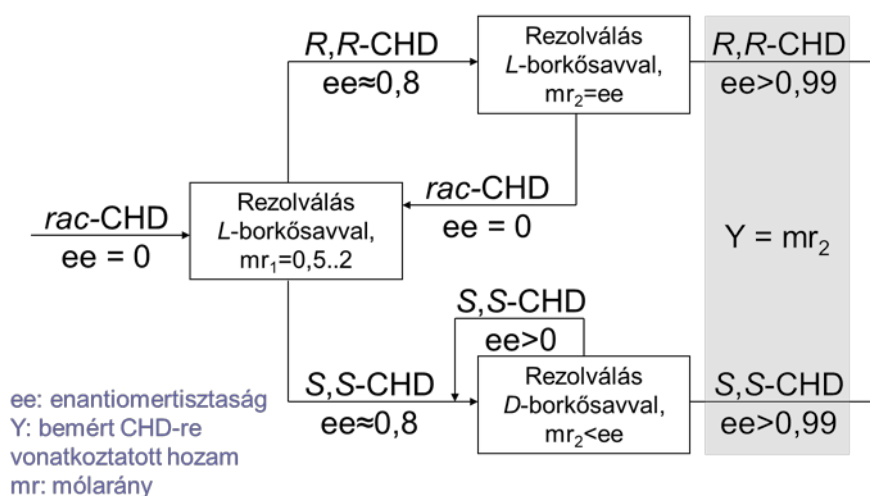 R,R-CHD
ee≈0,8
Rezolválás
L-borkősavval,
mr₂=ee
R,R-CHD
ee>0,99
rac-CHD
ee = 0
Rezolválás
L-borkősavval,
mr₁=0,5..2
rac-CHD
ee = 0
Y = mr₂
S,S-CHD
ee>0
S,S-CHD
ee≈0,8
Rezolválás
D-borkősavval,
mr₂<ee
S,S-CHD
ee>0,99
ee: enantiomertisztaság
Y: bemért CHD-re
vonatkoztatott hozam
mr: mólarány